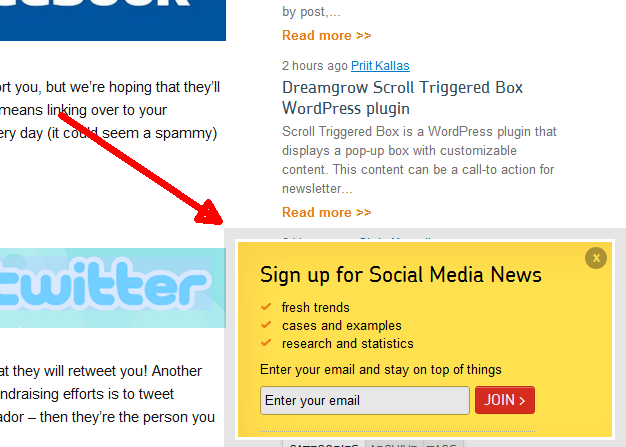 rt you, but we're hoping that they'll
means linking over to your
ery day (it could seem a spammy)
twitter
at they will retweet you! Another
ndraising efforts is to tweet
ador – then they're the person you
by post,...
Read more >>
2 hours ago Priit Kallas
Dreamgrow Scroll Triggered Box
WordPress plugin
Scroll Triggered Box is a WordPress plugin that
displays a pop-up box with customizable
content. This content can be a call-to action for
newsletter...
Read more >>
x
Sign up for Social Media News
fresh trends
cases and examples
research and statistics
Enter your email and stay on top of things
Enter your email
JOIN >